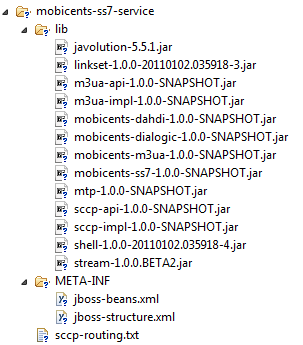 mobicents-ss7-service
lib
javolution-5.5.1.jar
linkset-1.0.0-20110102.035918-3.jar
m3ua-api-1.0.0-SNAPSHOT.jar
m3ua-impl-1.0.0-SNAPSHOT.jar
mobicents-dahdi-1.0.0-SNAPSHOT.jar
mobicents-dialogic-1.0.0-SNAPSHOT.jar
mobicents-m3ua-1.0.0-SNAPSHOT.jar
mobicents-ss7-1.0.0-SNAPSHOT.jar
mtp-1.0.0-SNAPSHOT.jar
sccp-api-1.0.0-SNAPSHOT.jar
sccp-impl-1.0.0-SNAPSHOT.jar
shell-1.0.0-20110102.035918-4.jar
stream-1.0.0.BETA2.jar
META-INF
jboss-beans.xml
jboss-structure.xml
sccp-routing.txt